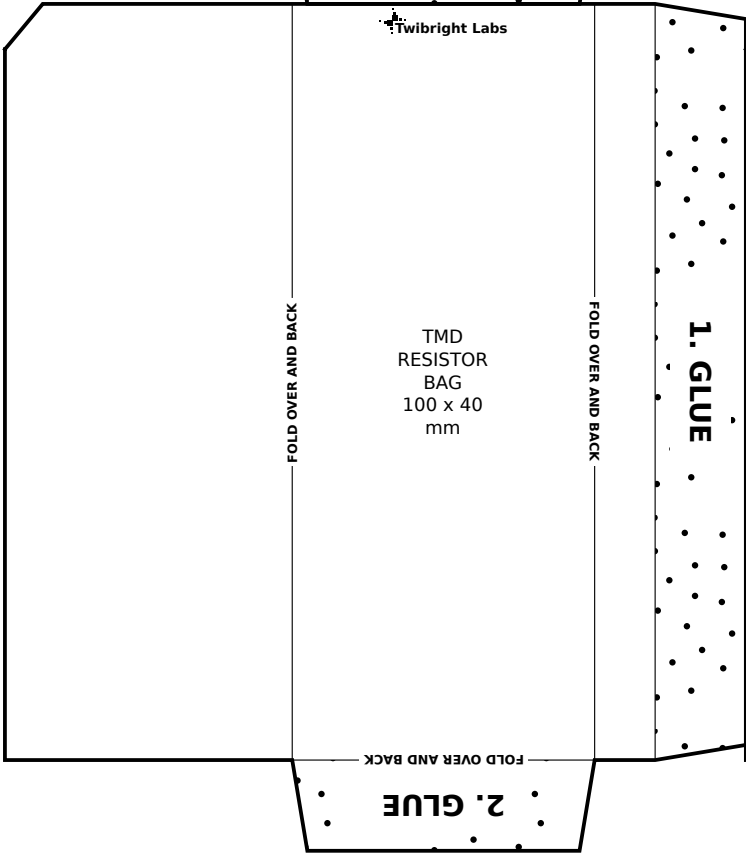 Twibright Labs
FOLD OVER AND BACK
TMD
RESISTOR
BAG
100 x 40
mm
FOLD OVER AND BACK
1. GLUE
FOLD OVER AND BACK
2. GLUE